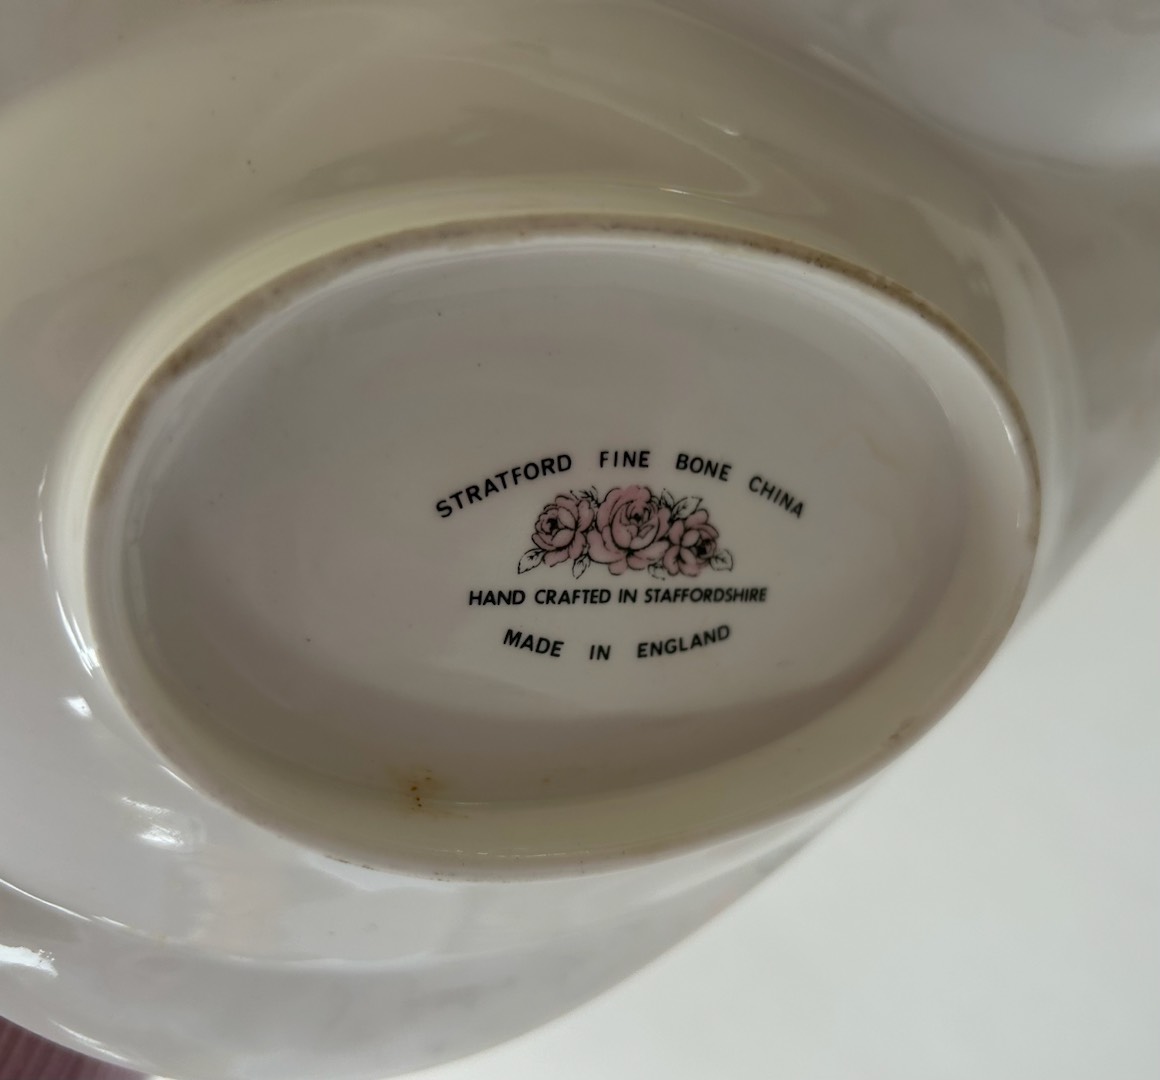 STRATFORD FINE BONE CHINA
HAND CRAFTED IN STAFFORDSHIRE
MADE IN ENGLAND